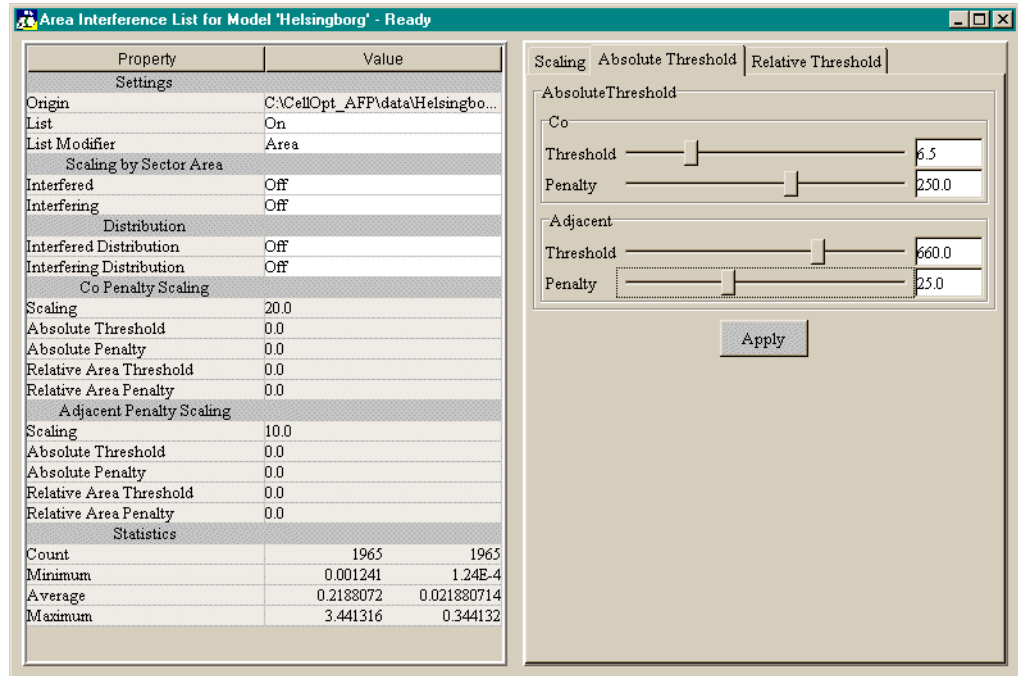 Area Interference List for Model 'Helsingborg' - Ready
Property Value
Settings
Origin C:\CellOpt_AFP\data\Helsingbo...
List On
List Modifier Area
Scaling by Sector Area
Interfered Off
Interfering Off
Distribution
Interfered Distribution Off
Interfering Distribution Off
Co Penalty Scaling
Scaling 20.0
Absolute Threshold 0.0
Absolute Penalty 0.0
Relative Area Threshold 0.0
Relative Area Penalty 0.0
Adjacent Penalty Scaling
Scaling 10.0
Absolute Threshold 0.0
Absolute Penalty 0.0
Relative Area Threshold 0.0
Relative Area Penalty 0.0
Statistics
Count 1965 1965
Minimum 0.001241 1.24E-4
Average 0.2188072 0.021880714
Maximum 3.441316 0.344132
Scaling Absolute Threshold Relative Threshold
AbsoluteThreshold
Co
Threshold 6.5
Penalty 250.0
Adjacent
Threshold 660.0
Penalty 25.0
Apply